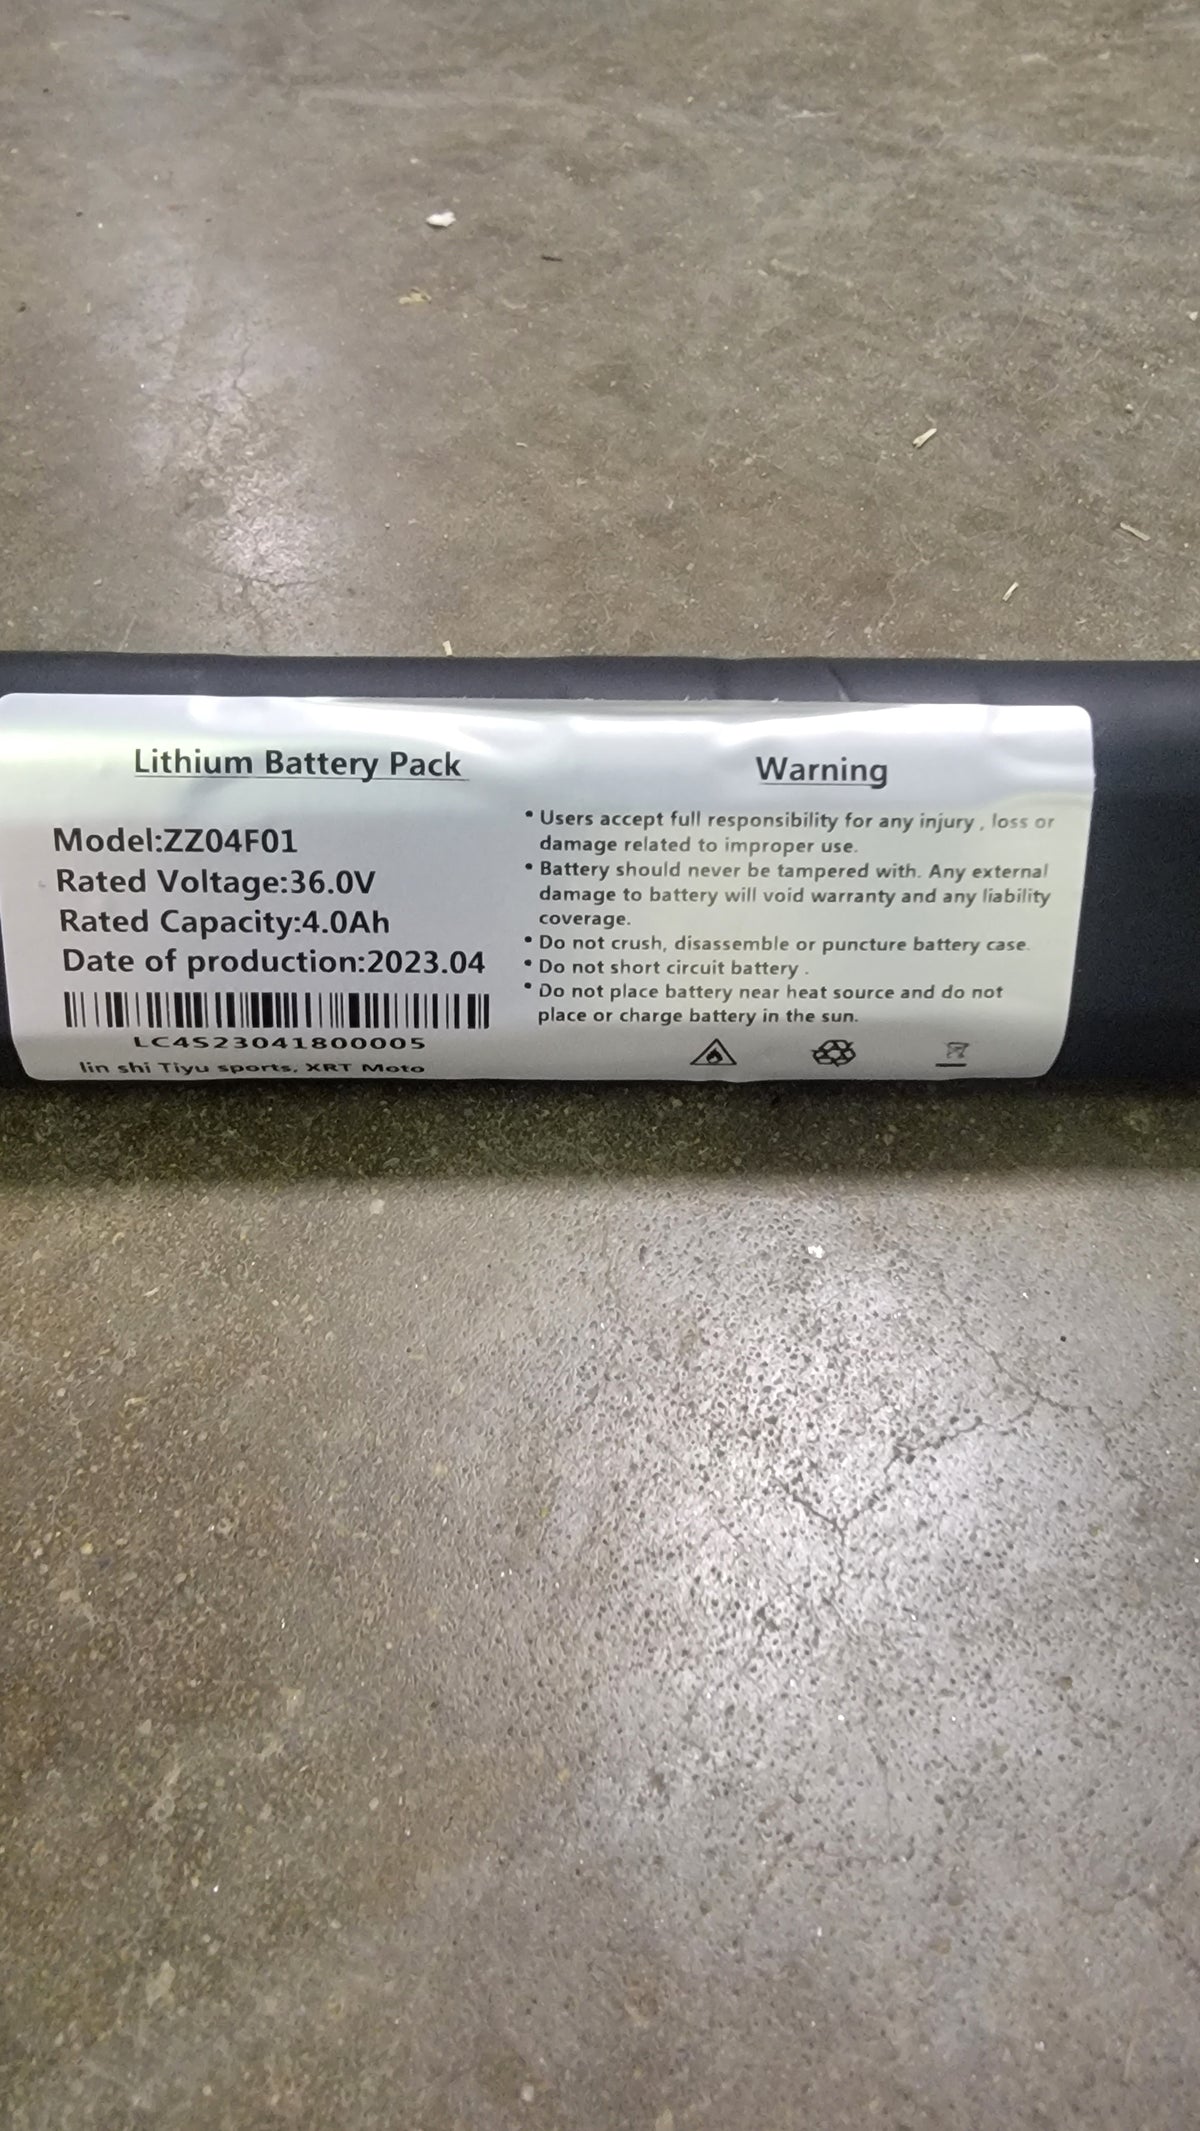 Lithium Battery Pack
Model:ZZ04F01
Rated Voltage:36.0V
Rated Capacity:4.0Ah
Date of production:2023.04
LC4S23041800005
lin shi Tiyu sports, XRT Moto
Warning
• Users accept full responsibility for any injury , loss or
damage related to improper use.
• Battery should never be tampered with. Any external
damage to battery will void warranty and any liability
coverage.
• Do not crush, disassemble or puncture battery case.
• Do not short circuit battery .
• Do not place battery near heat source and do not
place or charge battery in the sun.